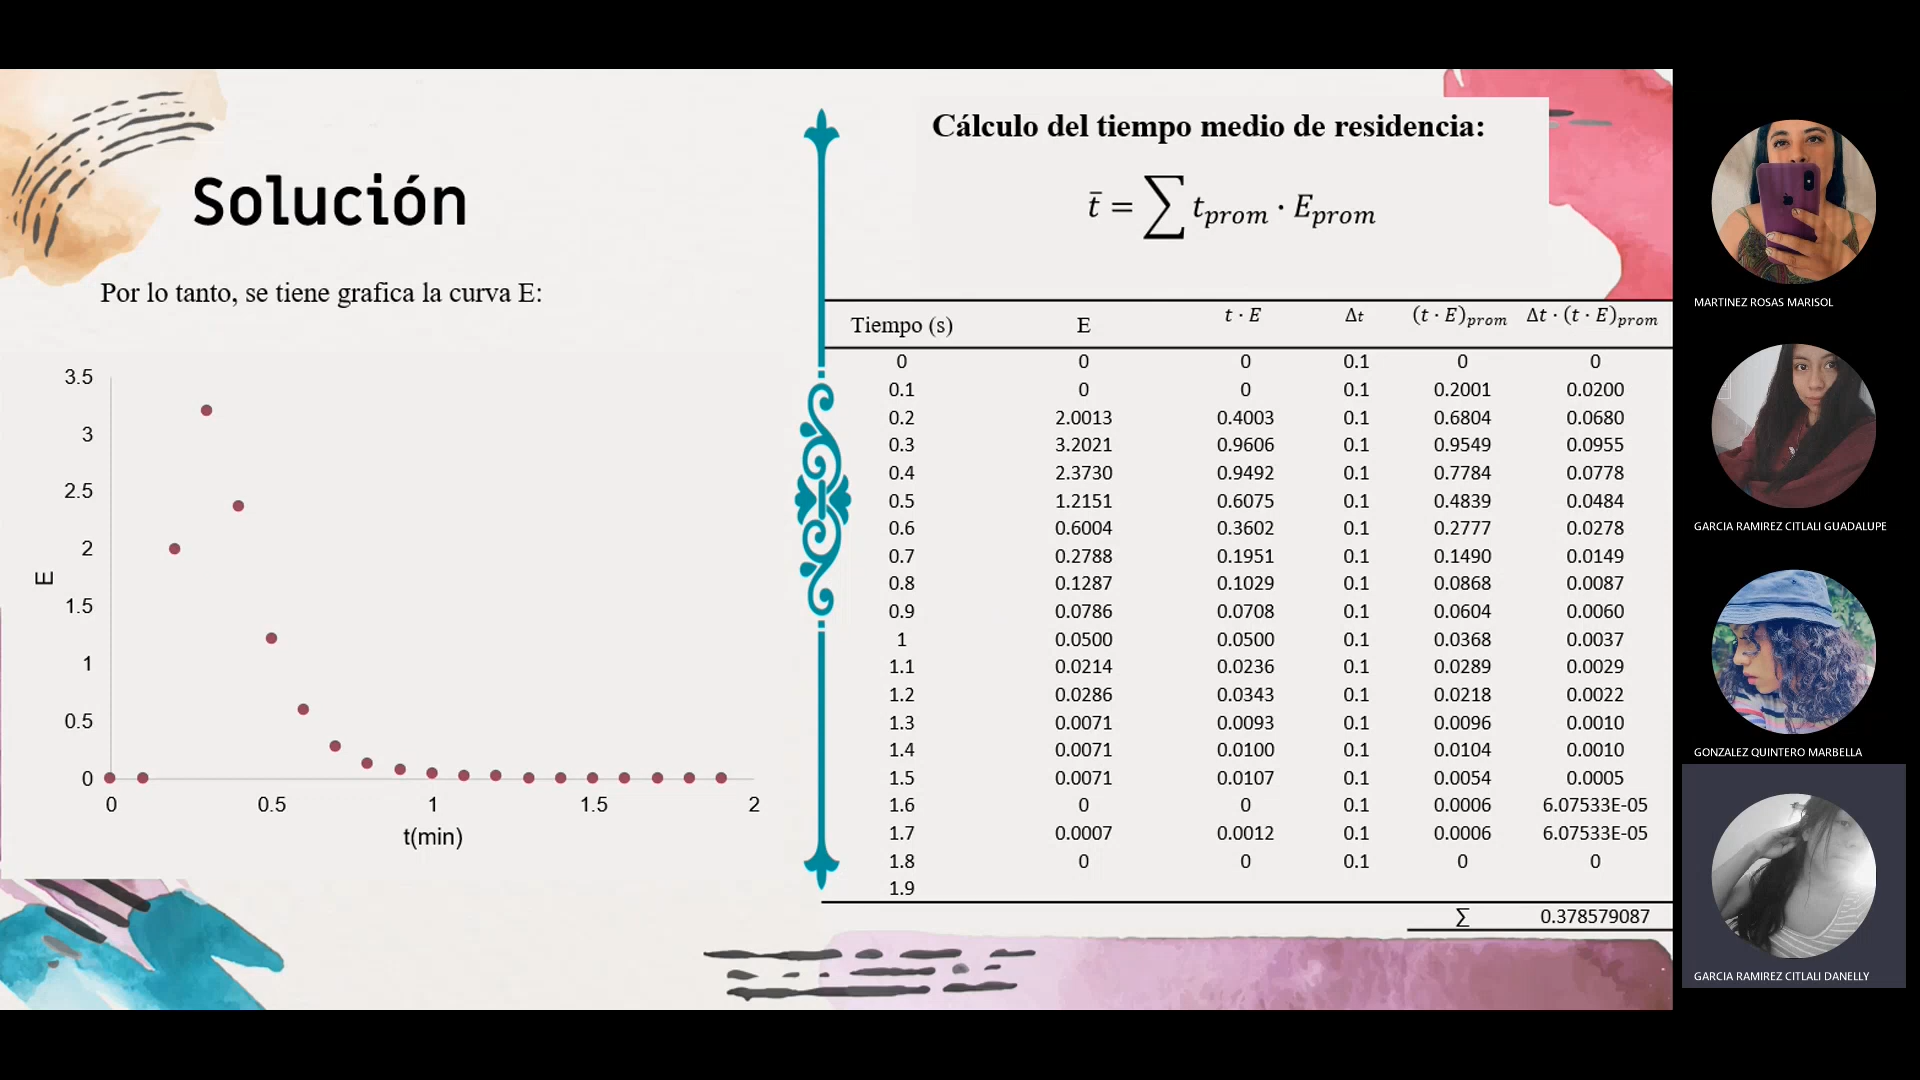 Solución
Por lo tanto, se tiene grafica la curva E:
3.5
3
2.5
2
1.5
1
0.5
0
E
0 0.5 1 1.5 2
t(min)
Cálculo del tiempo medio de residencia:
t̄ = ∑ t_prom · E_prom
Tiempo (s) E t · E Δt (t · E)_prom Δt · (t · E)_prom
0 0 0 0.1 0 0
0.1 0 0 0.1 0.2001 0.0200
0.2 2.0013 0.4003 0.1 0.6804 0.0680
0.3 3.2021 0.9606 0.1 0.9549 0.0955
0.4 2.3730 0.9492 0.1 0.7784 0.0778
0.5 1.2151 0.6075 0.1 0.4839 0.0484
0.6 0.6004 0.3602 0.1 0.2777 0.0278
0.7 0.2788 0.1951 0.1 0.1490 0.0149
0.8 0.1287 0.1029 0.1 0.0868 0.0087
0.9 0.0786 0.0708 0.1 0.0604 0.0060
1 0.0500 0.0500 0.1 0.0368 0.0037
1.1 0.0214 0.0236 0.1 0.0289 0.0029
1.2 0.0286 0.0343 0.1 0.0218 0.0022
1.3 0.0071 0.0093 0.1 0.0096 0.0010
1.4 0.0071 0.0100 0.1 0.0104 0.0010
1.5 0.0071 0.0107 0.1 0.0054 0.0005
1.6 0 0 0.1 0.0006 6.07533E-05
1.7 0.0007 0.0012 0.1 0.0006 6.07533E-05
1.8 0 0 0.1 0 0
1.9
∑ 0.378579087
MARTINEZ ROSAS MARISOL
GARCIA RAMIREZ CITLALI GUADALUPE
GONZALEZ QUINTERO MARBELLA
GARCIA RAMIREZ CITLALI DANELLY